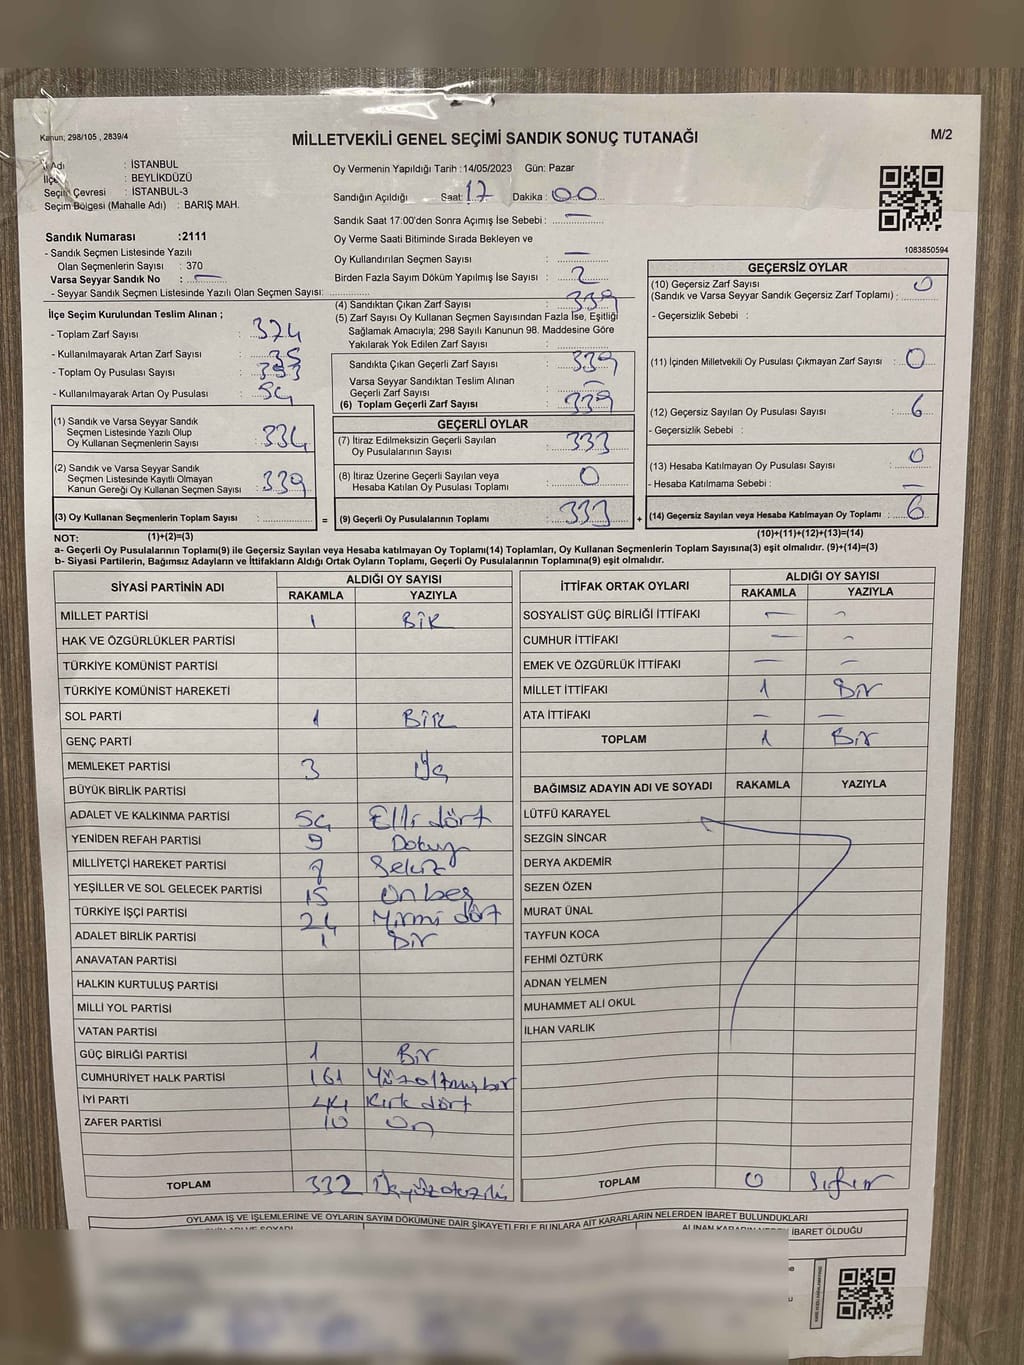 Kanun; 298/105 , 2839/4
MİLLETVEKİLİ GENEL SEÇİMİ SANDIK SONUÇ TUTANAĞI
M/2
Adı : İSTANBUL
: BEYLİKDÜZÜ
Seçim Çevresi : İSTANBUL-3
Seçim Bölgesi (Mahalle Adı) : BARIŞ MAH.
Sandık Numarası :2111
- Sandık Seçmen Listesinde Yazılı
Olan Seçmenlerin Sayısı : 370
Varsa Seyyar Sandık No : —
- Seyyar Sandık Seçmen Listesinde Yazılı Olan Seçmen Sayısı:
Oy Vermenin Yapıldığı Tarih :14/05/2023 Gün: Pazar
Sandığın Açıldığı Saat: 17 Dakika : 00
Sandık Saat 17:00'den Sonra Açımış İse Sebebi : —
Oy Verme Saati Bitiminde Sırada Bekleyen ve
Oy Kullandırılan Seçmen Sayısı : —
Birden Fazla Sayım Döküm Yapılmış İse Sayısı : 2
1083850594
İlçe Seçim Kurulundan Teslim Alınan ;
- Toplam Zarf Sayısı : 374
- Kullanılmayarak Artan Zarf Sayısı : 35
- Toplam Oy Pusulası Sayısı : 393
- Kullanılmayarak Artan Oy Pusulası : 54
(1) Sandık ve Varsa Seyyar Sandık
Seçmen Listesinde Yazılı Olup
Oy Kullanan Seçmenlerin Sayısı : 334
(2) Sandık ve Varsa Seyyar Sandık
Seçmen Listesinde Kayıtlı Olmayan
Kanun Gereği Oy Kullanan Seçmen Sayısı : 339
(3) Oy Kullanan Seçmenlerin Toplam Sayısı :
(4) Sandıktan Çıkan Zarf Sayısı : 339
(5) Zarf Sayısı Oy Kullanan Seçmen Sayısından Fazla İse, Eşitliği
Sağlamak Amacıyla; 298 Sayılı Kanunun 98. Maddesine Göre
Yakılarak Yok Edilen Zarf Sayısı :
Sandıkta Çıkan Geçerli Zarf Sayısı : 339
Varsa Seyyar Sandıktan Teslim Alınan
Geçerli Zarf Sayısı : —
(6) Toplam Geçerli Zarf Sayısı : 339
GEÇERLİ OYLAR
(7) İtiraz Edilmeksizin Geçerli Sayılan
Oy Pusulalarının Sayısı : 333
(8) İtiraz Üzerine Geçerli Sayılan veya
Hesaba Katılan Oy Pusulası Toplamı : 0
= (9) Geçerli Oy Pusulalarının Toplamı : 333 +
GEÇERSİZ OYLAR
(10) Geçersiz Zarf Sayısı
(Sandık ve Varsa Seyyar Sandık Geçersiz Zarf Toplamı) : 0
- Geçersizlik Sebebi :
(11) İçinden Milletvekili Oy Pusulası Çıkmayan Zarf Sayısı : 0
(12) Geçersiz Sayılan Oy Pusulası Sayısı : 6
- Geçersizlik Sebebi :
(13) Hesaba Katılmayan Oy Pusulası Sayısı : 0
- Hesaba Katılmama Sebebi : —
(14) Geçersiz Sayılan veya Hesaba Katılmayan Oy Toplamı : 6
NOT: (1)+(2)=(3) (10)+(11)+(12)+(13)=(14)
a- Geçerli Oy Pusulalarının Toplamı(9) ile Geçersiz Sayılan veya Hesaba katılmayan Oy Toplamı(14) Toplamları, Oy Kullanan Seçmenlerin Toplam Sayısına(3) eşit olmalıdır. (9)+(14)=(3)
b- Siyasi Partilerin, Bağımsız Adayların ve İttifakların Aldığı Ortak Oyların Toplamı, Geçerli Oy Pusulalarının Toplamına(9) eşit olmalıdır.
SİYASİ PARTİNİN ADI ALDIĞI OY SAYISI
RAKAMLA YAZIYLA
MİLLET PARTİSİ 1 BİR
HAK VE ÖZGÜRLÜKLER PARTİSİ
TÜRKİYE KOMÜNİST PARTİSİ
TÜRKİYE KOMÜNİST HAREKETİ
SOL PARTİ 1 BİR
GENÇ PARTİ
MEMLEKET PARTİSİ 3 Üç
BÜYÜK BİRLİK PARTİSİ
ADALET VE KALKINMA PARTİSİ 54 Elli dört
YENİDEN REFAH PARTİSİ 9 Dokuz
MİLLİYETÇİ HAREKET PARTİSİ 8 Sekiz
YEŞİLLER VE SOL GELECEK PARTİSİ 15 On beş
TÜRKİYE İŞÇİ PARTİSİ 24 Yirmi dört
ADALET BİRLİK PARTİSİ 1 Bir
ANAVATAN PARTİSİ
HALKIN KURTULUŞ PARTİSİ
MİLLİ YOL PARTİSİ
VATAN PARTİSİ
GÜÇ BİRLİĞİ PARTİSİ 1 Bir
CUMHURİYET HALK PARTİSİ 161 Yüzaltmışbir
İYİ PARTİ 44 Kırk dört
ZAFER PARTİSİ 10 On
TOPLAM 332
İTTİFAK ORTAK OYLARI ALDIĞI OY SAYISI
RAKAMLA YAZIYLA
SOSYALİST GÜÇ BİRLİĞİ İTTİFAKI — —
CUMHUR İTTİFAKI — —
EMEK VE ÖZGÜRLÜK İTTİFAKI — —
MİLLET İTTİFAKI 1 Bir
ATA İTTİFAKI — —
TOPLAM 1 Bir
BAĞIMSIZ ADAYIN ADI VE SOYADI RAKAMLA YAZIYLA
LÜTFÜ KARAYEL
SEZGİN SİNCAR
DERYA AKDEMİR
SEZEN ÖZEN
MURAT ÜNAL
TAYFUN KOCA
FEHMİ ÖZTÜRK
ADNAN YELMEN
MUHAMMET ALİ OKUL
İLHAN VARLIK
TOPLAM 0 Sıfır
OYLAMA İŞ VE İŞLEMLERİNE VE OYLARIN SAYIM DÖKÜMÜNE DAİR ŞİKAYETLERLE BUNLARA AİT KARARLARIN NELERDEN İBARET BULUNDUKLARI
İBARET OLDUĞU